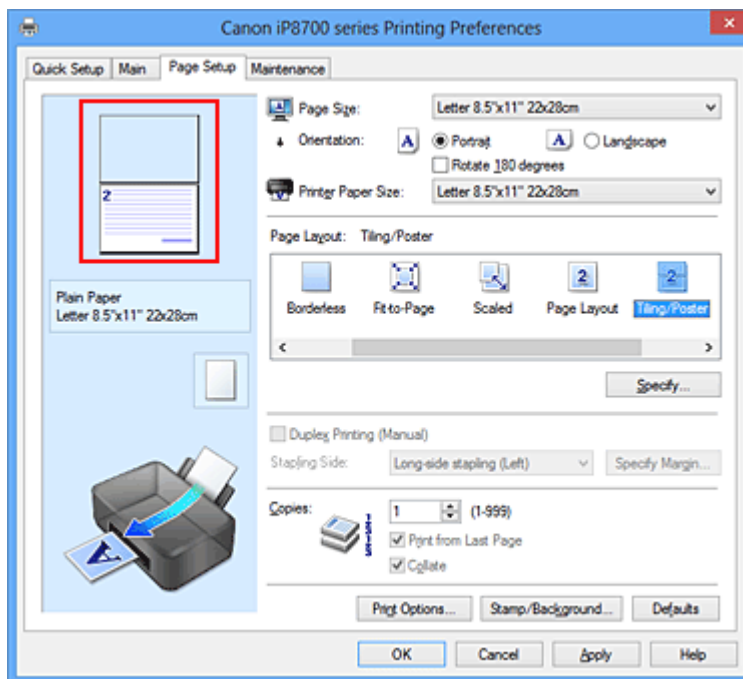 Canon iP8700 series Printing Preferences
Quick Setup Main Page Setup Maintenance
Page Size: Letter 8.5"x11" 22x28cm
Orientation: A Portrait A Landscape
Rotate 180 degrees
Printer Paper Size: Letter 8.5"x11" 22x28cm
2
Plain Paper
Letter 8.5"x11" 22x28cm
Page Layout: Tiling/Poster
2 2
Borderless Fit-to-Page Scaled Page Layout Tiling/Poster
Specify...
Duplex Printing (Manual)
Stapling Side: Long-side stapling (Left) Specify Margin...
Copies: 1 (1-999)
Print from Last Page
Collate
A
Print Options... Stamp/Background... Defaults
OK Cancel Apply Help